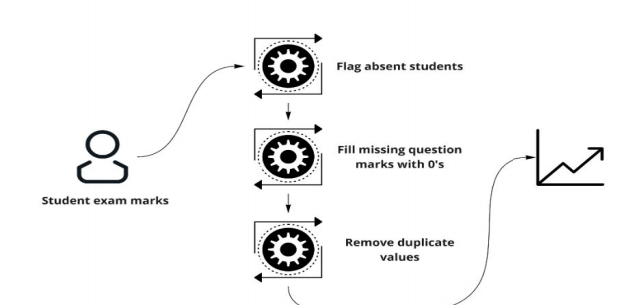 Flag absent students
Fill missing question
marks with 0's
Student exam marks
Remove duplicate
values